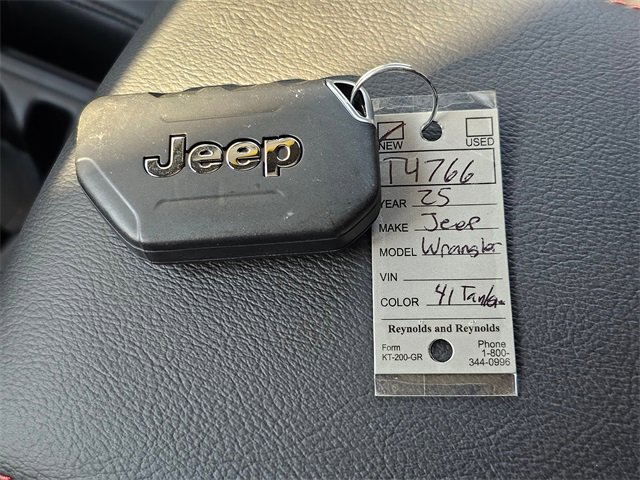 Jeep
NEW USED
T4766
YEAR 25
MAKE Jeep
MODEL Wrangler
VIN
COLOR 41
Reynolds and Reynolds
Form
KT-200-GR
Phone
1-800-
344-0996